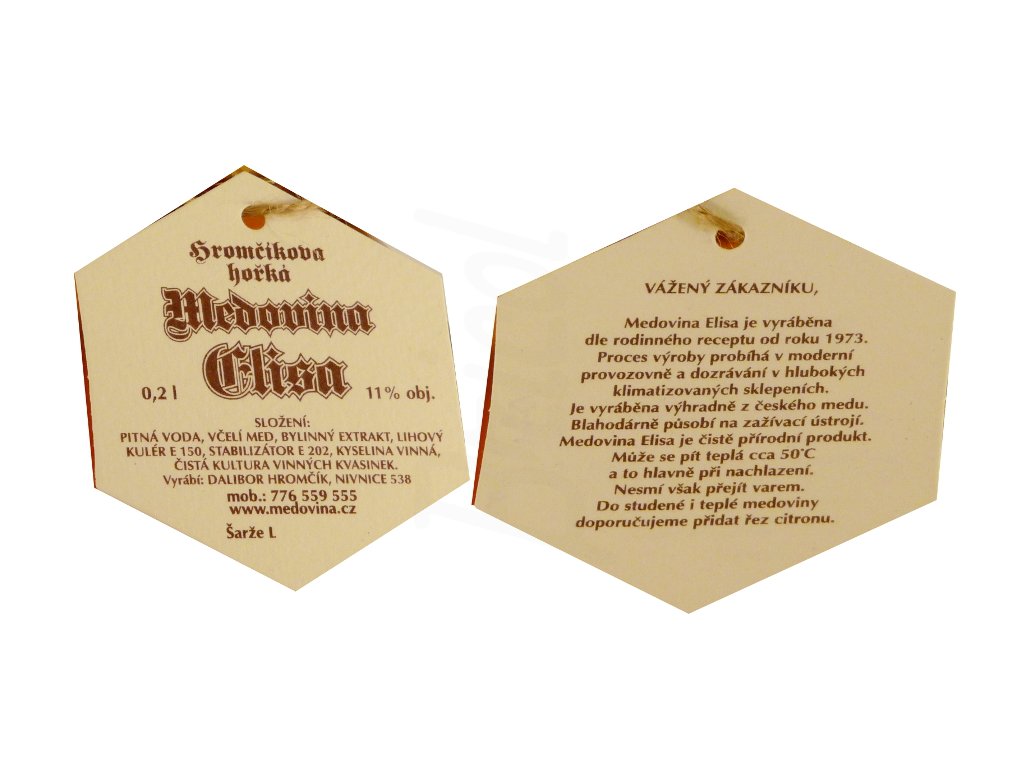 Hromčíkova
hořká
Medovina
Elisa
0,2 l
11% obj.
SLOŽENÍ:
PITNÁ VODA, VČELÍ MED, BYLINNÝ EXTRAKT, LIHOVÝ
KULÉR E 150, STABILIZÁTOR E 202, KYSELINA VINNÁ,
ČISTÁ KULTURA VINNÝCH KVASINEK.
Vyrábí: DALIBOR HROMČÍK, NIVNICE 538
mob.: 776 559 555
www.medovina.cz
Šarže L
VÁŽENÝ ZÁKAZNÍKU,
Medovina Elisa je vyráběna
dle rodinného receptu od roku 1973.
Proces výroby probíhá v moderní
provozovně a dozrávání v hlubokých
klimatizovaných sklepeních.
Je vyráběna výhradně z českého medu.
Blahodárně působí na zažívací ústrojí.
Medovina Elisa je čistě přírodní produkt.
Může se pít teplá cca 50°C
a to hlavně při nachlazení.
Nesmí však přejít varem.
Do studené i teplé medoviny
doporučujeme přidat řez citronu.